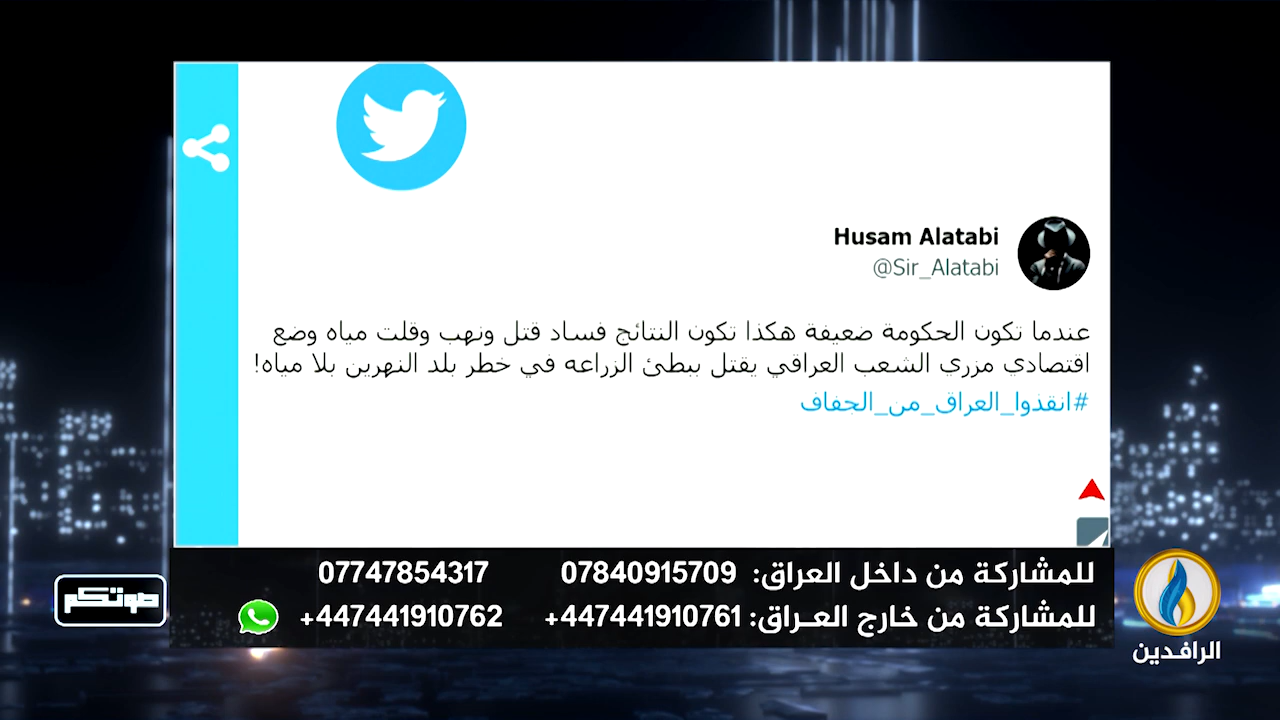 Husam Alatabi
@Sir_Alatabi
عندما تكون الحكومة ضعيفة هكذا تكون النتائج فساد قتل ونهب وقلت مياه وضع
اقتصادي مزري الشعب العراقي يقتل ببطئ الزراعه في خطر بلد النهرين بلا مياه!
#انقذوا_العراق_من_الجفاف
للمشاركة من داخل العراق: 07840915709 07747854317
للمشاركة من خارج العـراق: 447441910761+ 447441910762+
صوتكم
الرافدين